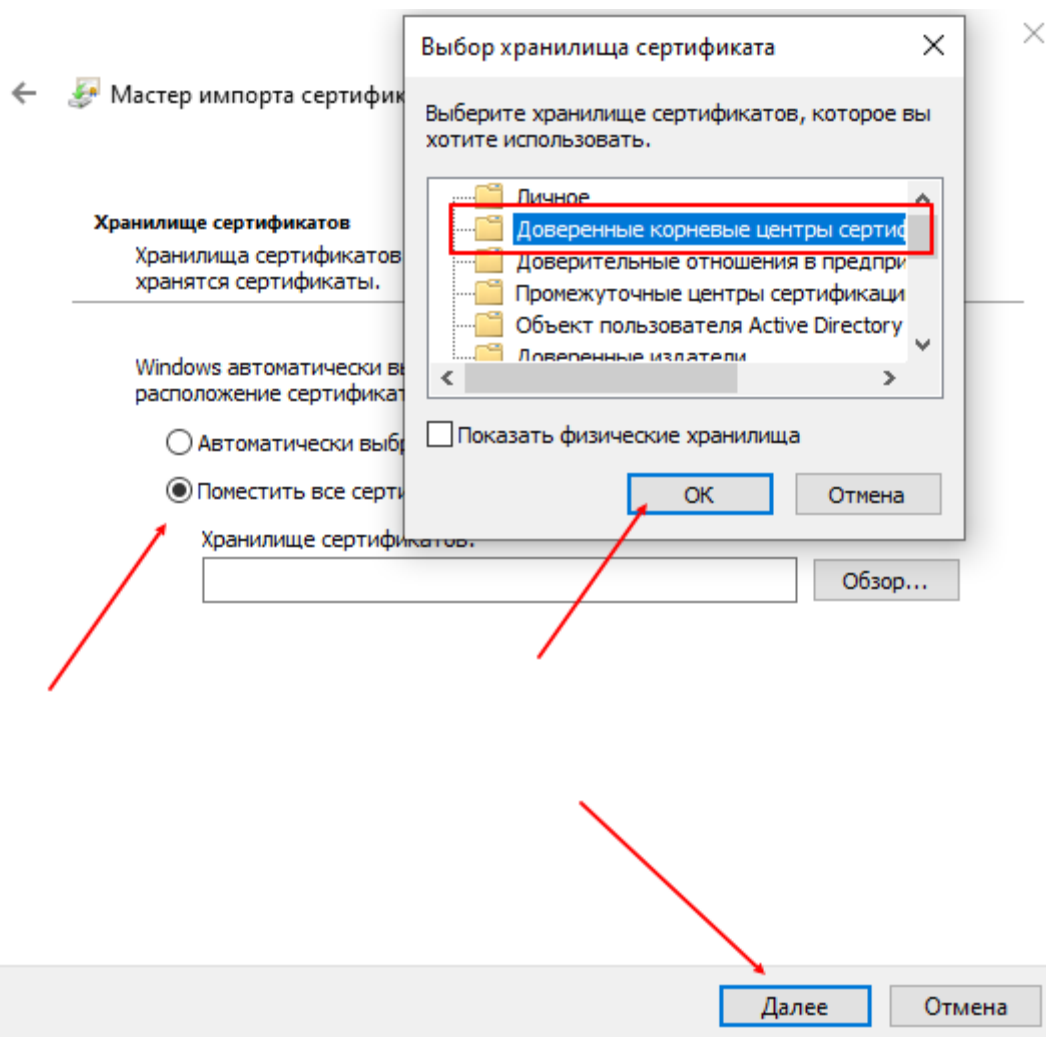 Выбор хранилища сертификата
Мастер импорта сертифик
Выберите хранилище сертификатов, которое вы
хотите использовать.
Личное
Доверенные корневые центры сертиф
Доверительные отношения в предпри
Промежуточные центры сертификаци
Объект пользователя Active Directory
Доверенные издатели
Показать физические хранилища
ОК
Отмена
Хранилище сертификатов
Хранилища сертификатов
хранятся сертификаты.
Windows автоматически вы
расположение сертификат
Автоматически выбр
Поместить все серти
Хранилище сертификатов:
Обзор...
Далее
Отмена